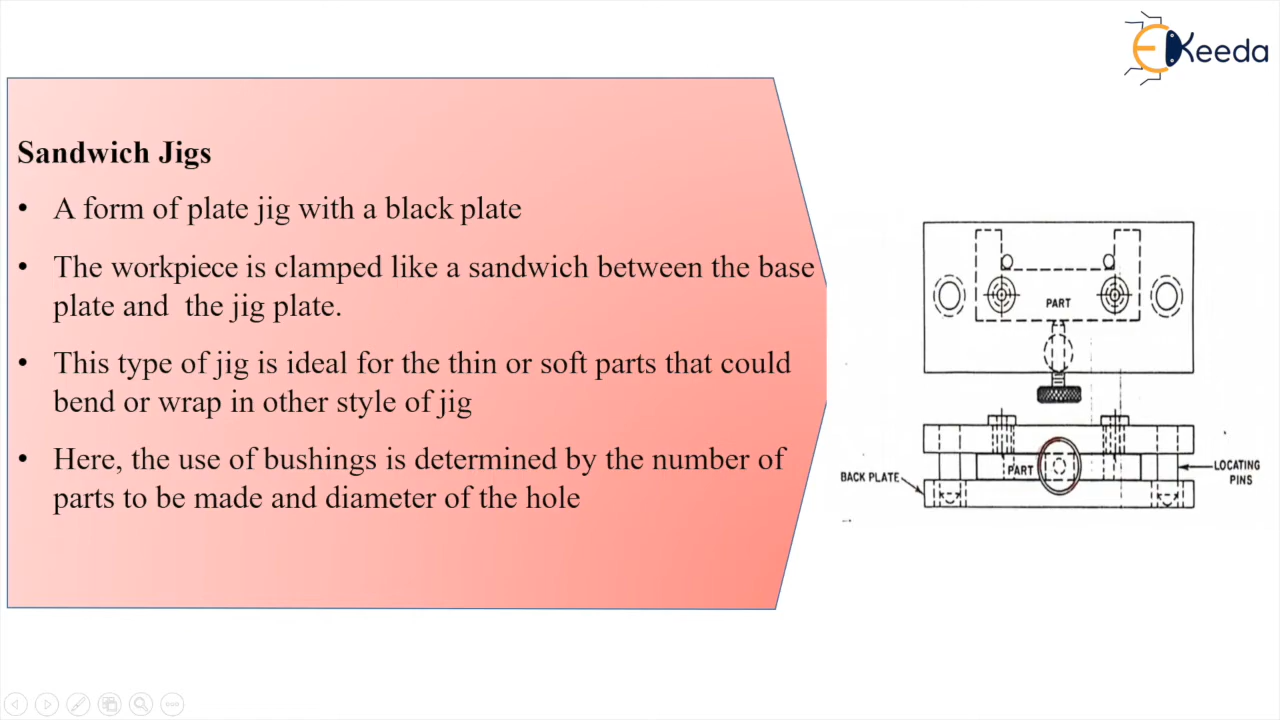 EKeeda
Sandwich Jigs
• A form of plate jig with a black plate
• The workpiece is clamped like a sandwich between the base
plate and the jig plate.
• This type of jig is ideal for the thin or soft parts that could
bend or wrap in other style of jig
• Here, the use of bushings is determined by the number of
parts to be made and diameter of the hole
PART
PART
BACK PLATE
LOCATING
PINS